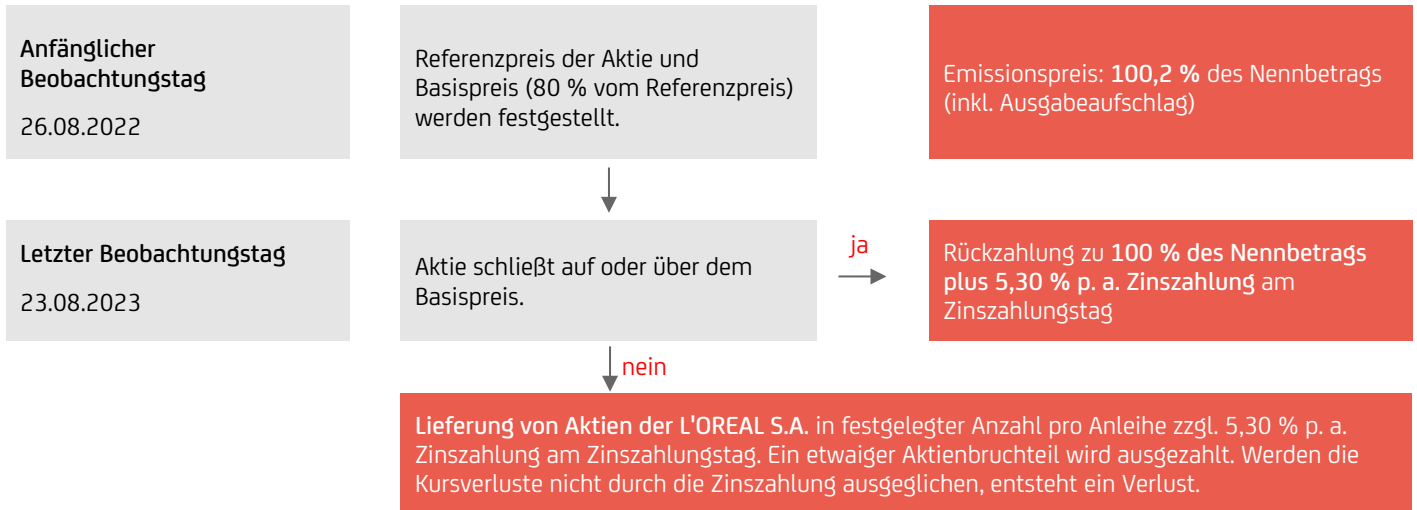 Anfänglicher
Beobachtungstag
26.08.2022
Referenzpreis der Aktie und
Basispreis (80 % vom Referenzpreis)
werden festgestellt.
Emissionspreis: 100,2 % des Nennbetrags
(inkl. Ausgabeaufschlag)
Letzter Beobachtungstag
23.08.2023
Aktie schließt auf oder über dem
Basispreis.
ja
Rückzahlung zu 100 % des Nennbetrags
plus 5,30 % p. a. Zinszahlung am
Zinszahlungstag
nein
Lieferung von Aktien der L'OREAL S.A. in festgelegter Anzahl pro Anleihe zzgl. 5,30 % p. a.
Zinszahlung am Zinszahlungstag. Ein etwaiger Aktienbruchteil wird ausgezahlt. Werden die
Kursverluste nicht durch die Zinszahlung ausgeglichen, entsteht ein Verlust.